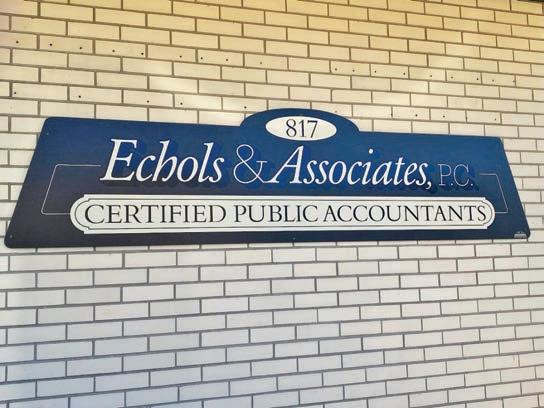 817
Echols & Associates, P.C.
CERTIFIED PUBLIC ACCOUNTANTS